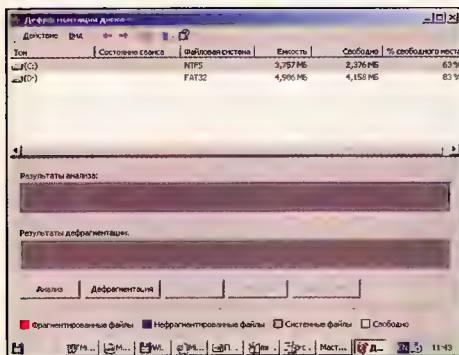 Дефрагментация диска
Действие Вид
Том Состояние сеанса Файловая система Емкость Свободно % свободного места
(C:) NTFS 3,757 МБ 2,376 МБ 63 %
(D:) FAT32 4,986 МБ 4,158 МБ 83 %
Результаты анализа:
Результаты дефрагментации:
Анализ Дефрагментация
Фрагментированные файлы Нефрагментированные файлы Системные файлы Свободно
Маст... Д... 11:43